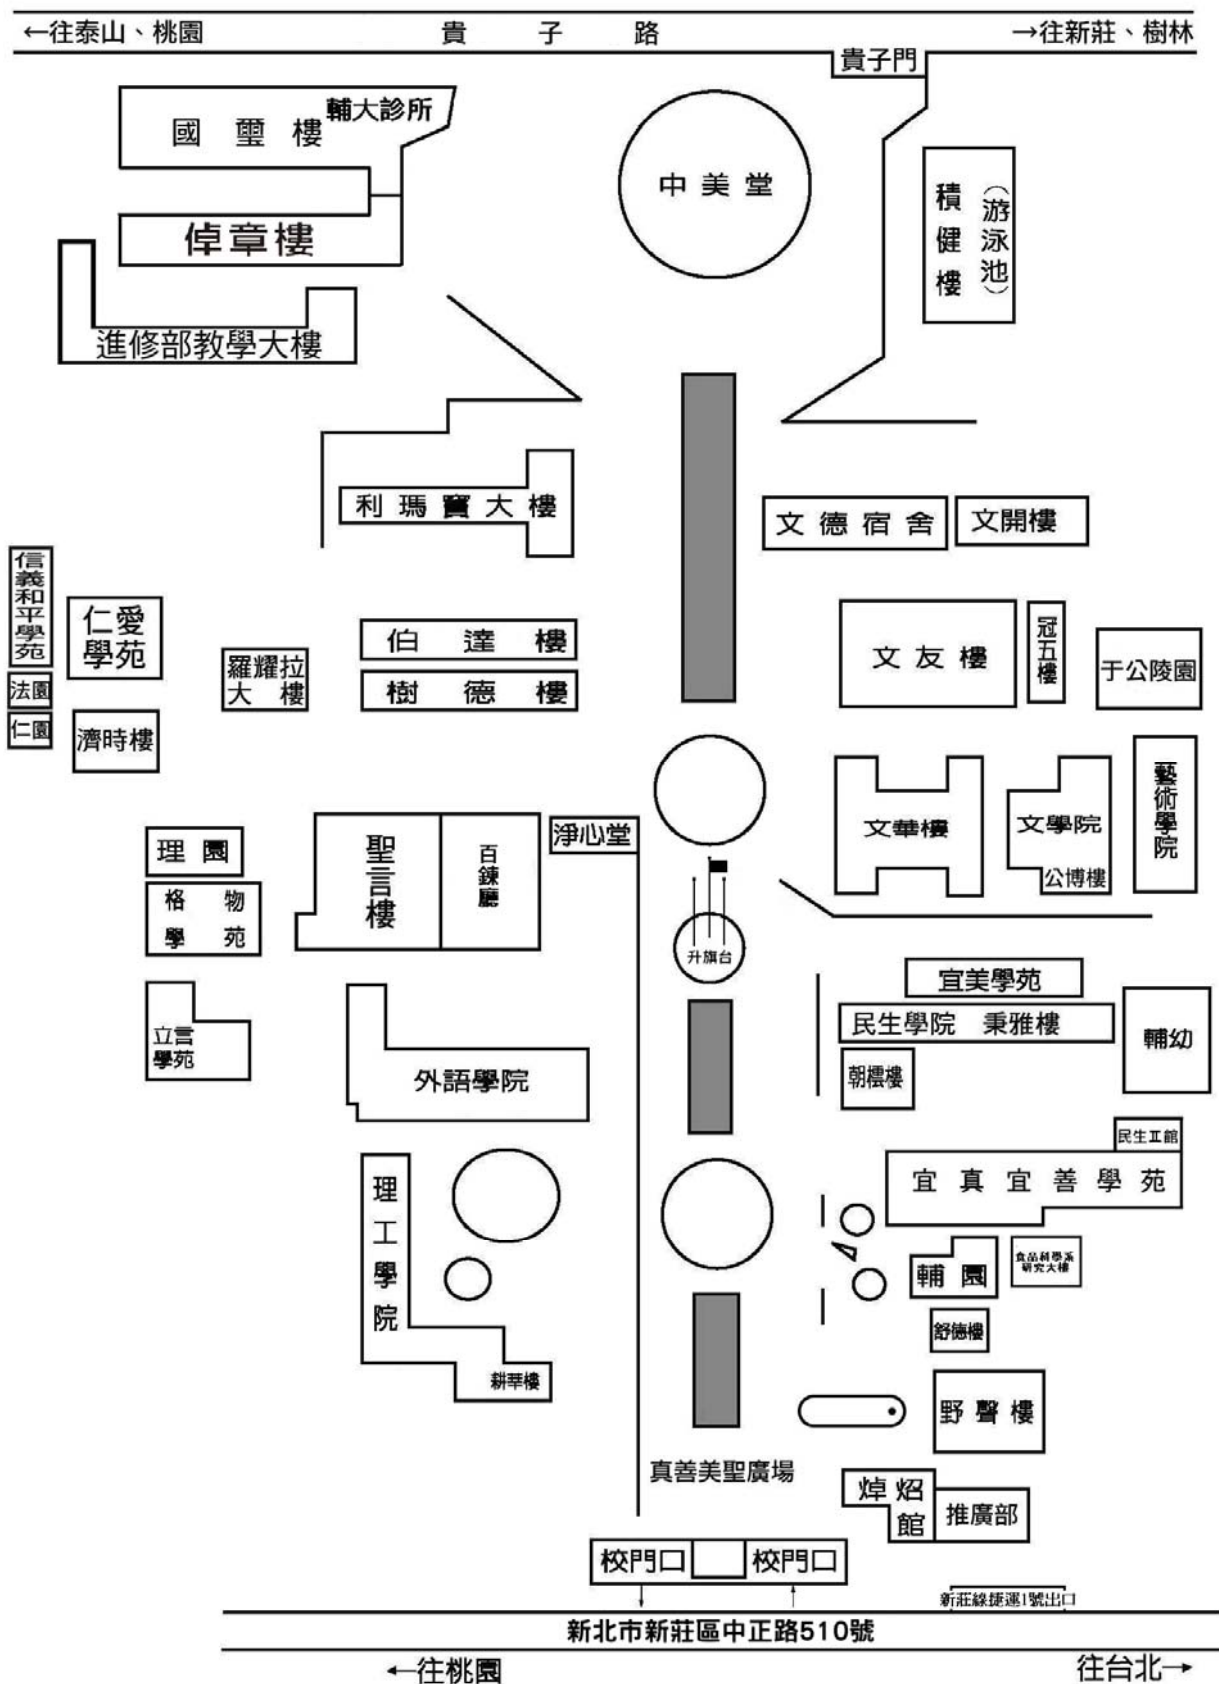 ←往泰山、桃園
貴子路
→往新莊、樹林
貴子門
輔大診所
國璽樓
中美堂
積健樓
（游泳池）
倬章樓
進修部教學大樓
利瑪竇大樓
文德宿舍
文開樓
信義和平學苑
仁愛
學苑
伯達樓
文友樓
冠五樓
于公陵園
羅耀拉
大樓
法園
樹德樓
仁園
濟時樓
藝術學院
文華樓
文學院
公博樓
淨心堂
理園
聖言樓
百鍊廳
格物
學苑
升旗台
宜美學苑
民生學院 秉雅樓
輔幼
立言
學苑
外語學院
朝橒樓
民生II館
宜真宜善學苑
理工學院
輔園
食品科學系
研究大樓
舒德樓
耕莘樓
野聲樓
真善美聖廣場
焯炤
館
推廣部
校門口
校門口
新莊線捷運1號出口
新北市新莊區中正路510號
←往桃園
往台北→